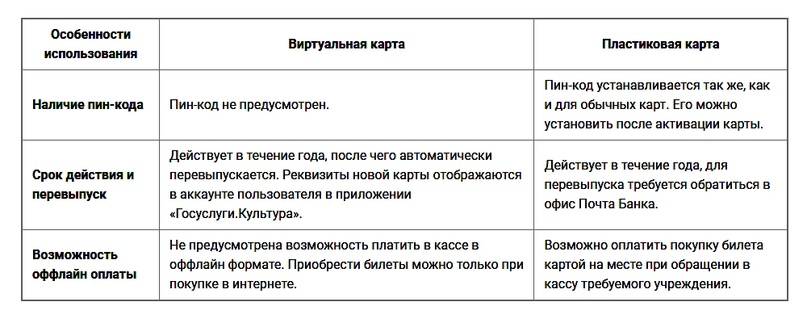 Особенности
использования
Виртуальная карта
Пластиковая карта
Наличие пин-кода
Пин-код не предусмотрен.
Пин-код устанавливается так же, как
и для обычных карт. Его можно
установить после активации карты.
Срок действия и
перевыпуск
Действует в течение года, после чего автоматически
перевыпускается. Реквизиты новой карты отображаются
в аккаунте пользователя в приложении
«Госуслуги.Культура».
Действует в течение года, для
перевыпуска требуется обратиться в
офис Почта Банка.
Возможность
оффлайн оплаты
Не предусмотрена возможность платить в кассе в
оффлайн формате. Приобрести билеты можно только при
покупке в интернете.
Возможно оплатить покупку билета
картой на месте при обращении в
кассу требуемого учреждения.